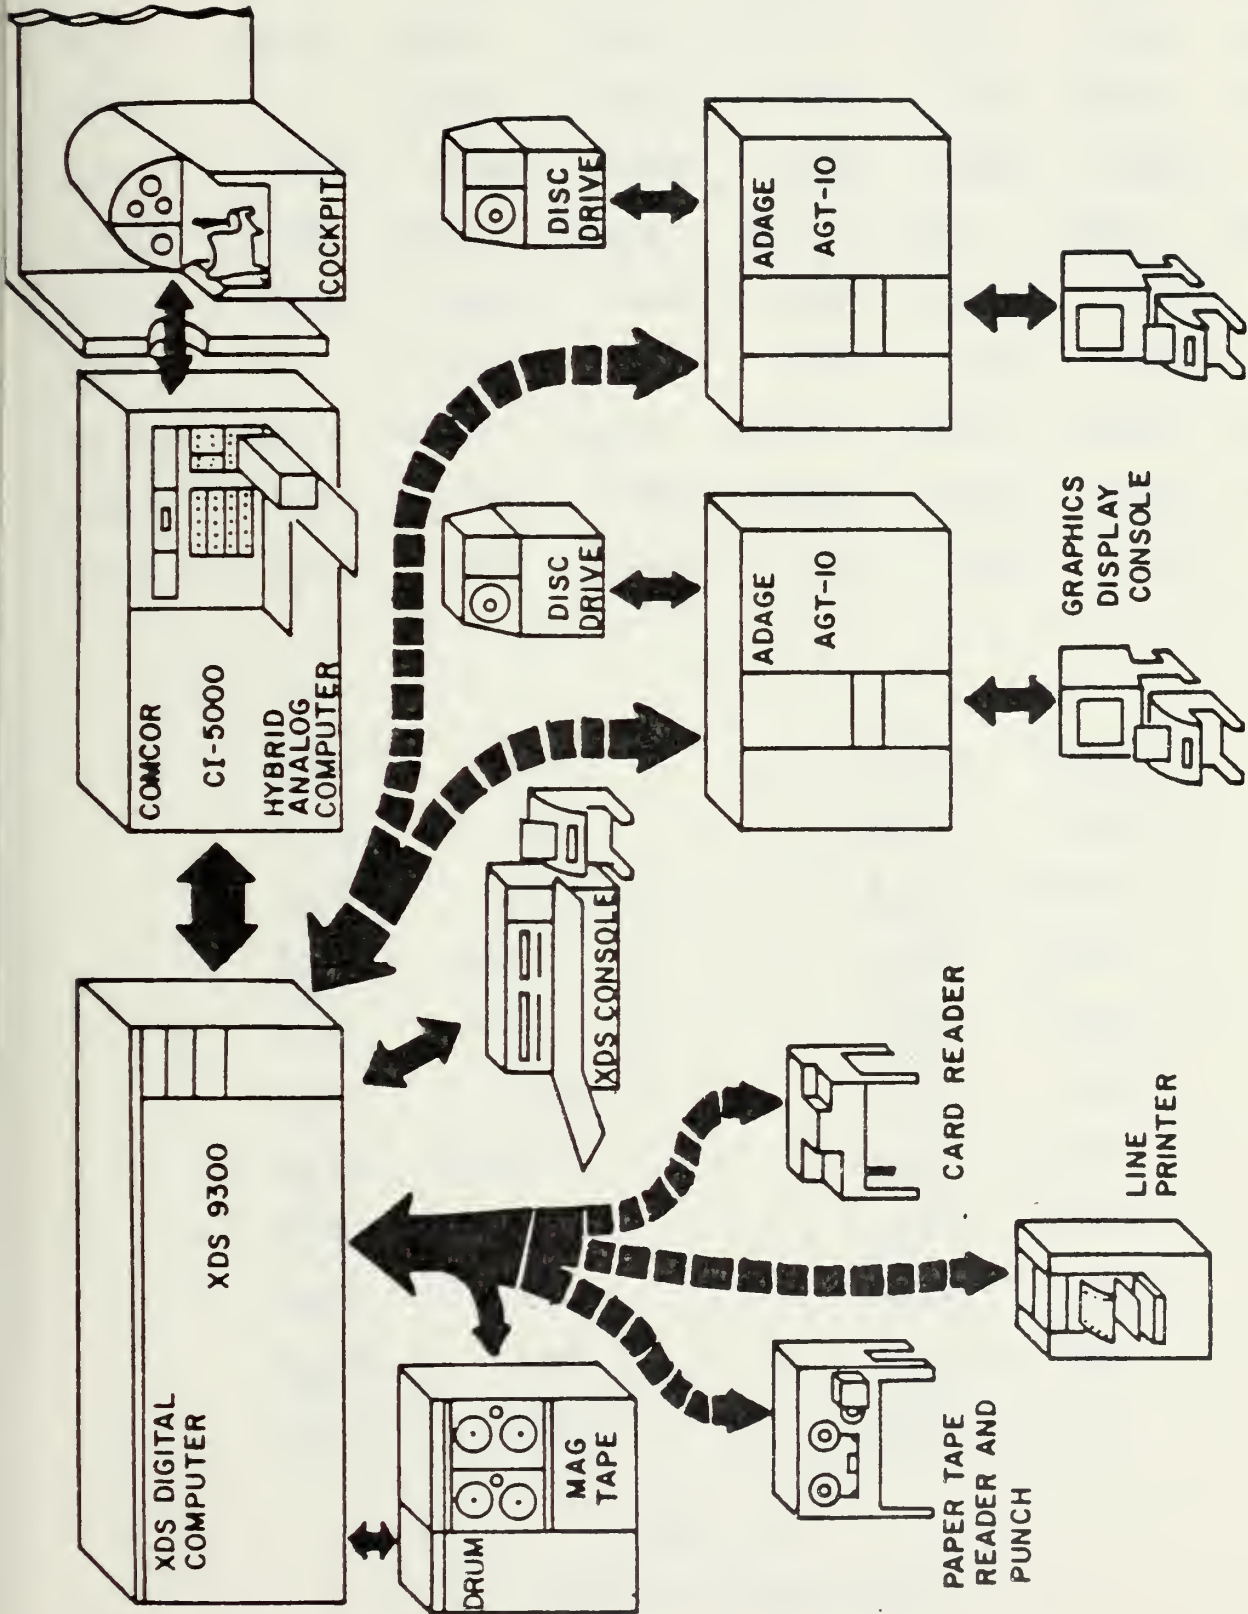 XDS DIGITAL
COMPUTER
XDS 9300
COMCOR
CI-5000
HYBRID
ANALOG
COMPUTER
COCKPIT
DRUM
MAG
TAPE
XDS CONSOLE
DISC
DRIVE
DISC
DRIVE
ADAGE
AGT-10
ADAGE
AGT-10
PAPER TAPE
READER AND
PUNCH
LINE
PRINTER
CARD READER
GRAPHICS
DISPLAY
CONSOLE